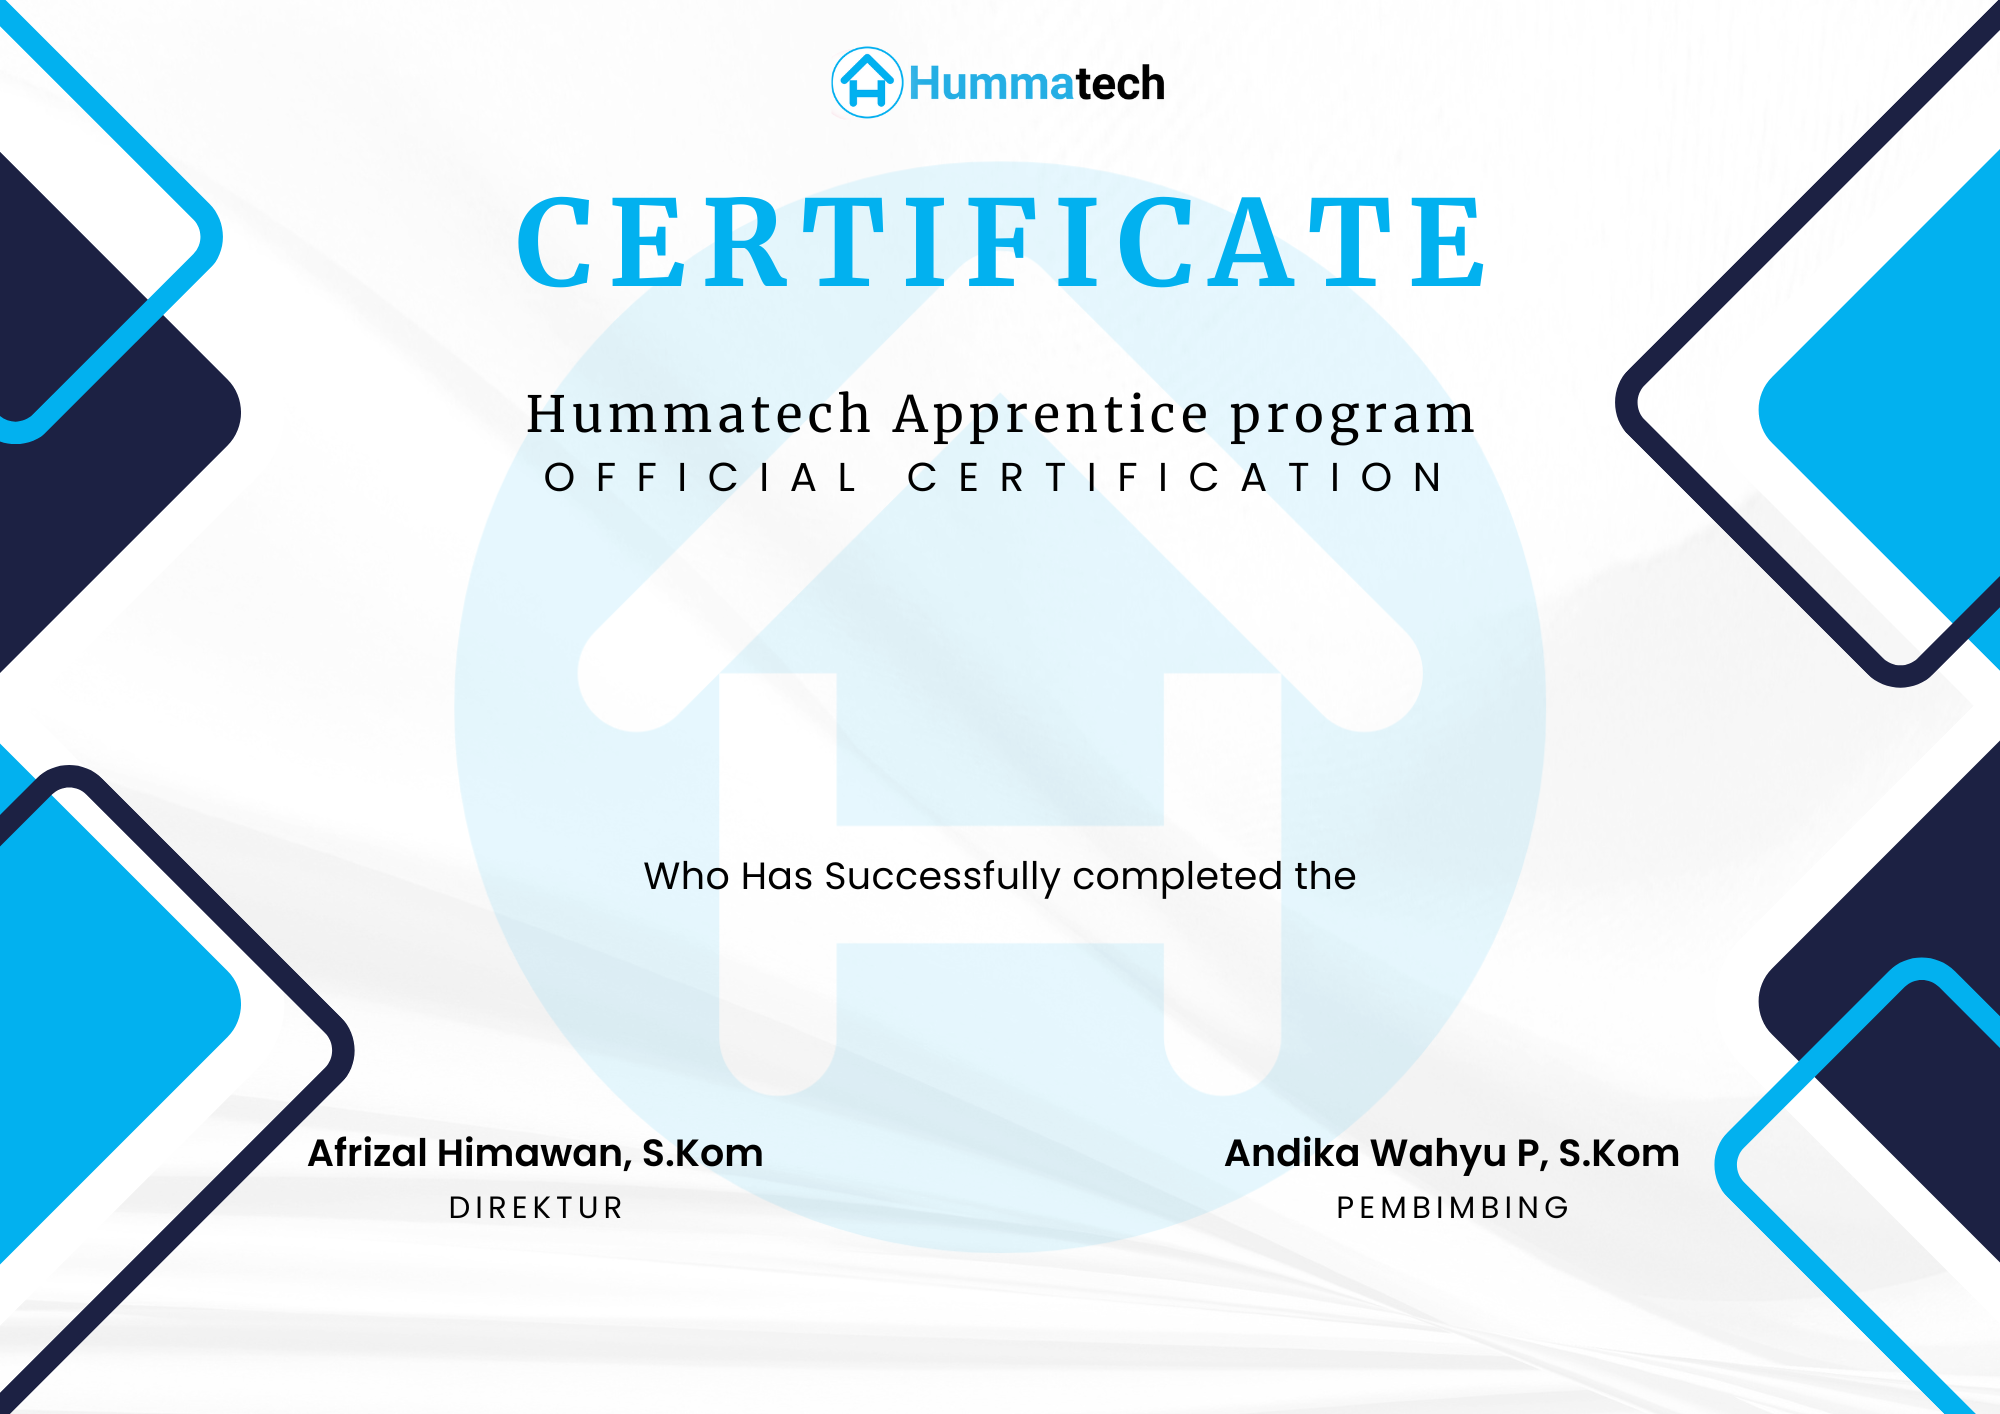 Hummatech
CERTIFICATE
Hummatech Apprentice program
OFFICIAL CERTIFICATION
Who Has Successfully completed the
Afrizal Himawan, S.Kom
DIREKTUR
Andika Wahyu P, S.Kom
PEMBIMBING